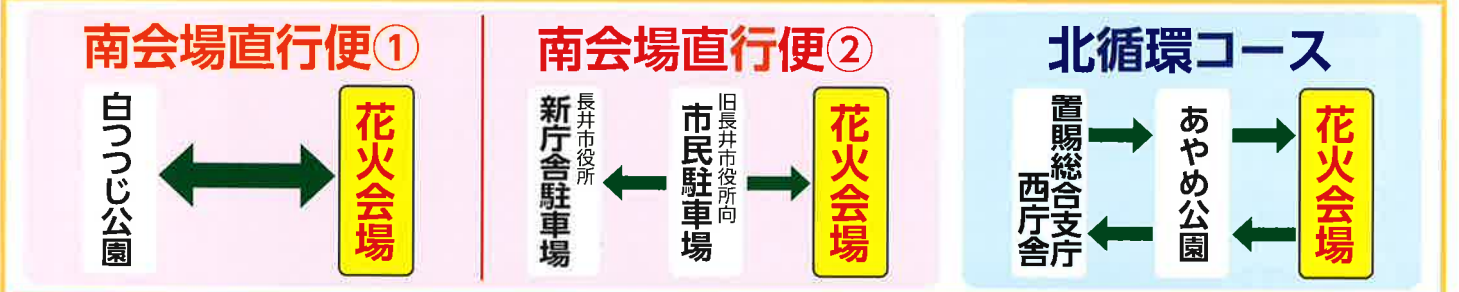 南会場直行便①
白つつじ公園
花火会場
南会場直行便②
長井市役所
新庁舎駐車場
旧長井市役所向
市民駐車場
花火会場
北循環コース
置賜総合支庁
西庁舎
あやめ公園
花火会場